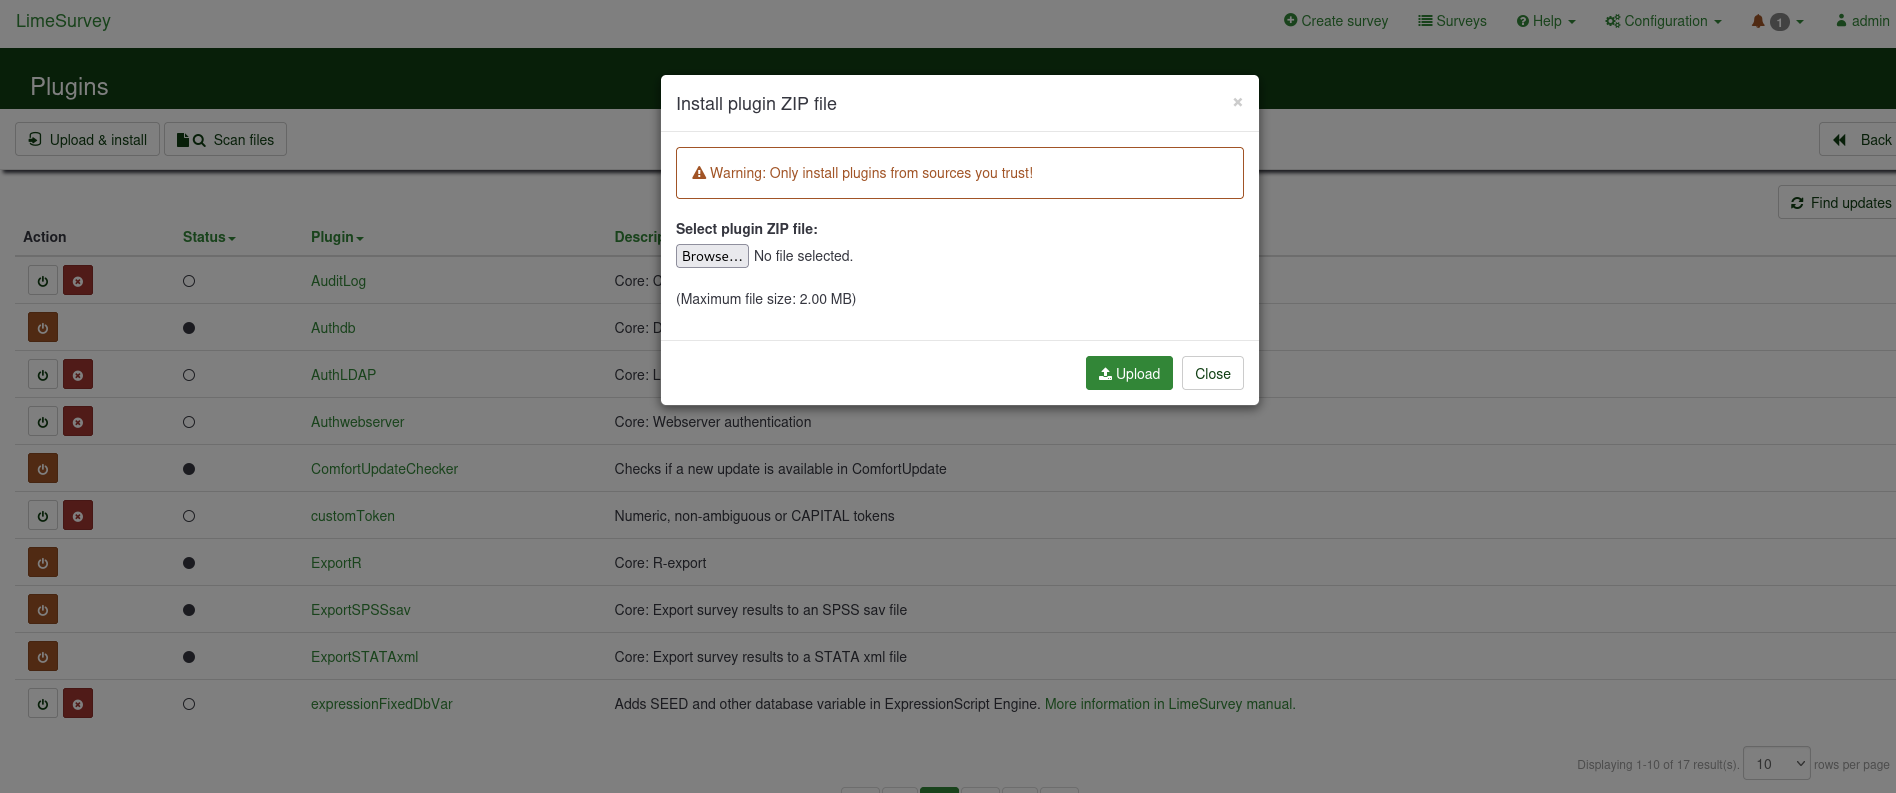 LimeSurvey
Create survey Surveys Help Configuration 1 admin
Plugins
Install plugin ZIP file ×
Upload & install Scan files Back
Warning: Only install plugins from sources you trust!
Find updates
Select plugin ZIP file:
Action Status Plugin
Browse... No file selected.
AuditLog Core:
(Maximum file size: 2.00 MB)
Authdb Core:
Upload Close
AuthLDAP Core:
Authwebserver Core: Webserver authentication
ComfortUpdateChecker Checks if a new update is available in ComfortUpdate
customToken Numeric, non-ambiguous or CAPITAL tokens
ExportR Core: R-export
ExportSPSSsav Core: Export survey results to an SPSS sav file
ExportSTATAxml Core: Export survey results to a STATA xml file
expressionFixedDbVar Adds SEED and other database variable in ExpressionScript Engine. More information in LimeSurvey manual.
Displaying 1-10 of 17 result(s). 10 rows per page